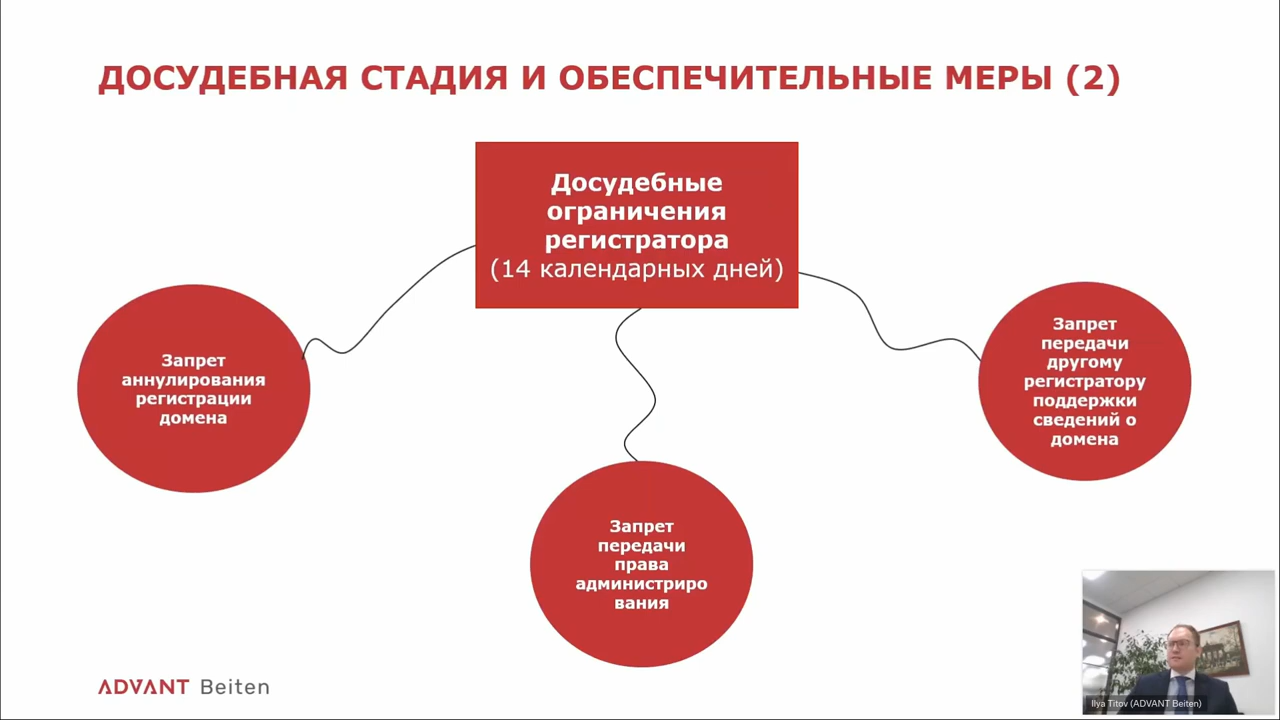 ДОСУДЕБНАЯ СТАДИЯ И ОБЕСПЕЧИТЕЛЬНЫЕ МЕРЫ (2)
Досудебные
ограничения
регистратора
(14 календарных дней)
Запрет
аннулирования
регистрации
домена
Запрет
передачи
права
администриро
вания
Запрет
передачи
другому
регистратору
поддержки
сведений о
домена
ADVANT Beiten
Ilya Titov (ADVANT Beiten)